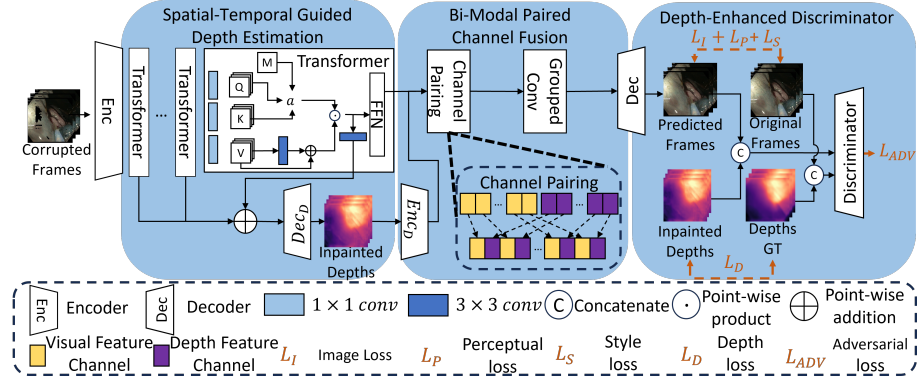 Spatial-Temporal Guided
Depth Estimation
Bi-Modal Paired
Channel Fusion
Depth-Enhanced Discriminator
Corrupted
Frames
Enc
Transformer
...
Transformer
Transformer
M
Q
K
V
a
FFN
Dec_D
Inpainted
Depths
Enc_D
Channel
Pairing
Grouped
Conv
Channel Pairing
... ...
...
Dec
L_I + L_P + L_S
Predicted
Frames
Original
Frames
C
C
Discriminator
L_ADV
Inpainted
Depths
Depths
GT
L_D
Enc Encoder
Dec Decoder
1 × 1 conv
3 × 3 conv
C Concatenate
Point-wise
product
Point-wise
addition
Visual Feature
Channel
Depth Feature
Channel
L_I Image Loss
L_P Perceptual
loss
L_S Style
loss
L_D Depth
loss
L_ADV Adversarial
loss